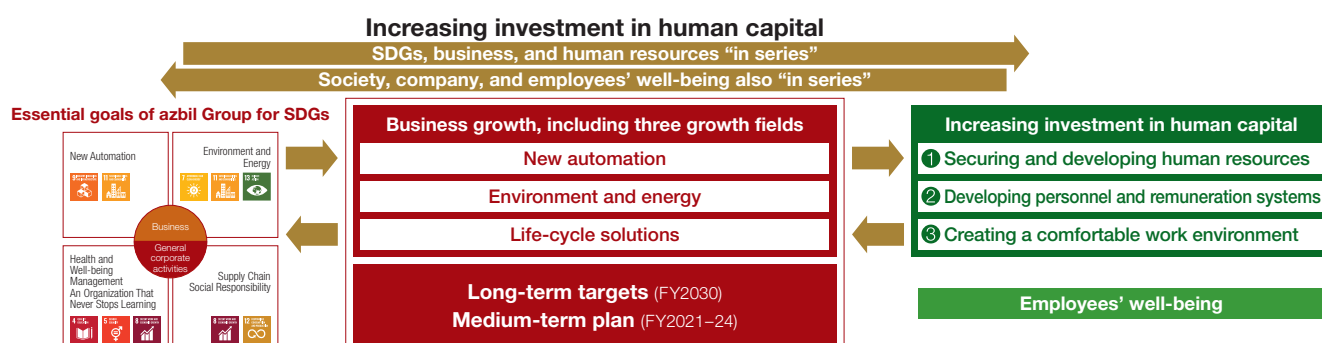 Increasing investment in human capital
SDGs, business, and human resources “in series”
Society, company, and employees’ well-being also “in series”
Essential goals of azbil Group for SDGs
New Automation
Environment and
Energy
Business
General
corporate
activities
Health and
Well-being
Management
An Organization That
Never Stops Learning
Supply Chain
Social Responsibility
Business growth, including three growth fields
New automation
Environment and energy
Life-cycle solutions
Long-term targets (FY2030)
Medium-term plan (FY2021–24)
Increasing investment in human capital
1 Securing and developing human resources
2 Developing personnel and remuneration systems
3 Creating a comfortable work environment
Employees’ well-being